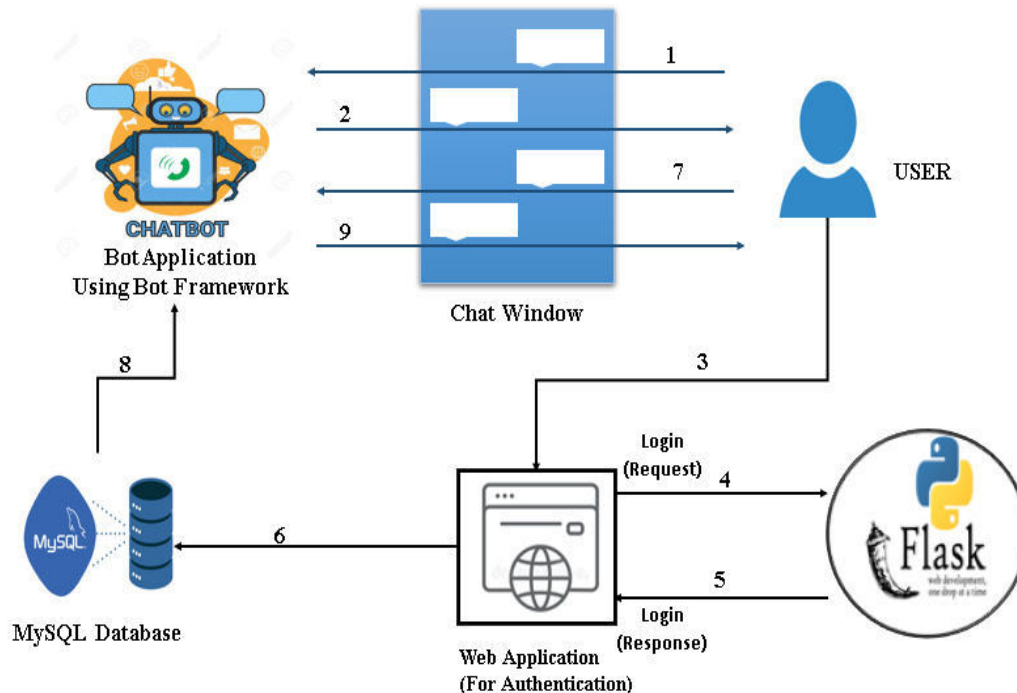 1
2
7
USER
CHATBOT
9
Bot Application
Using Bot Framework
Chat Window
8
3
Login
(Request)
4
MySQL
6
Flask
web development,
one drop at a time
5
Login
(Response)
MySQL Database
Web Application
(For Authentication)